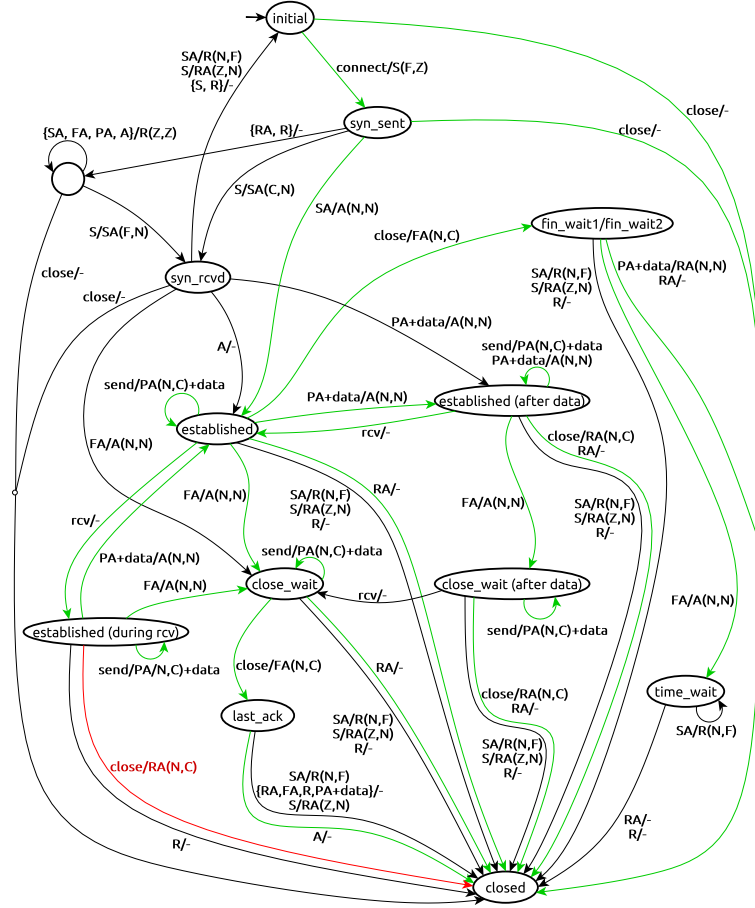 initial
SA/R(N,F)
S/RA(Z,N)
{S, R}/-
connect/S(F,Z)
syn_sent
{SA, FA, PA, A}/R(Z,Z)
{RA, R}/-
close/-
close/-
S/SA(C,N)
SA/A(N,N)
S/SA(F,N)
close/FA(N,C)
fin_wait1/fin_wait2
syn_rcvd
close/-
close/-
SA/R(N,F)
S/RA(Z,N)
R/-
PA+data/RA(N,N)
RA/-
PA+data/A(N,N)
A/-
send/PA(N,C)+data
PA+data/A(N,N)
send/PA(N,C)+data
PA+data/A(N,N)
established (after data)
established
rcv/-
FA/A(N,N)
close/RA(N,C)
RA/-
FA/A(N,N)
SA/R(N,F)
S/RA(Z,N)
R/-
RA/-
FA/A(N,N)
SA/R(N,F)
S/RA(Z,N)
R/-
rcv/-
PA+data/A(N,N)
send/PA(N,C)+data
FA/A(N,N)
close_wait
rcv/-
close_wait (after data)
FA/A(N,N)
established (during rcv)
send/PA(N,C)+data
send/PA/N,C)+data
close/FA(N,C)
RA/-
close/RA(N,C)
RA/-
time_wait
last_ack
SA/R(N,F)
S/RA(Z,N)
R/-
SA/R(N,F)
S/RA(Z,N)
R/-
SA/R(N,F)
close/RA(N,C)
SA/R(N,F)
{RA,FA,R,PA+data}/-
S/RA(Z,N)
RA/-
R/-
R/-
A/-
closed